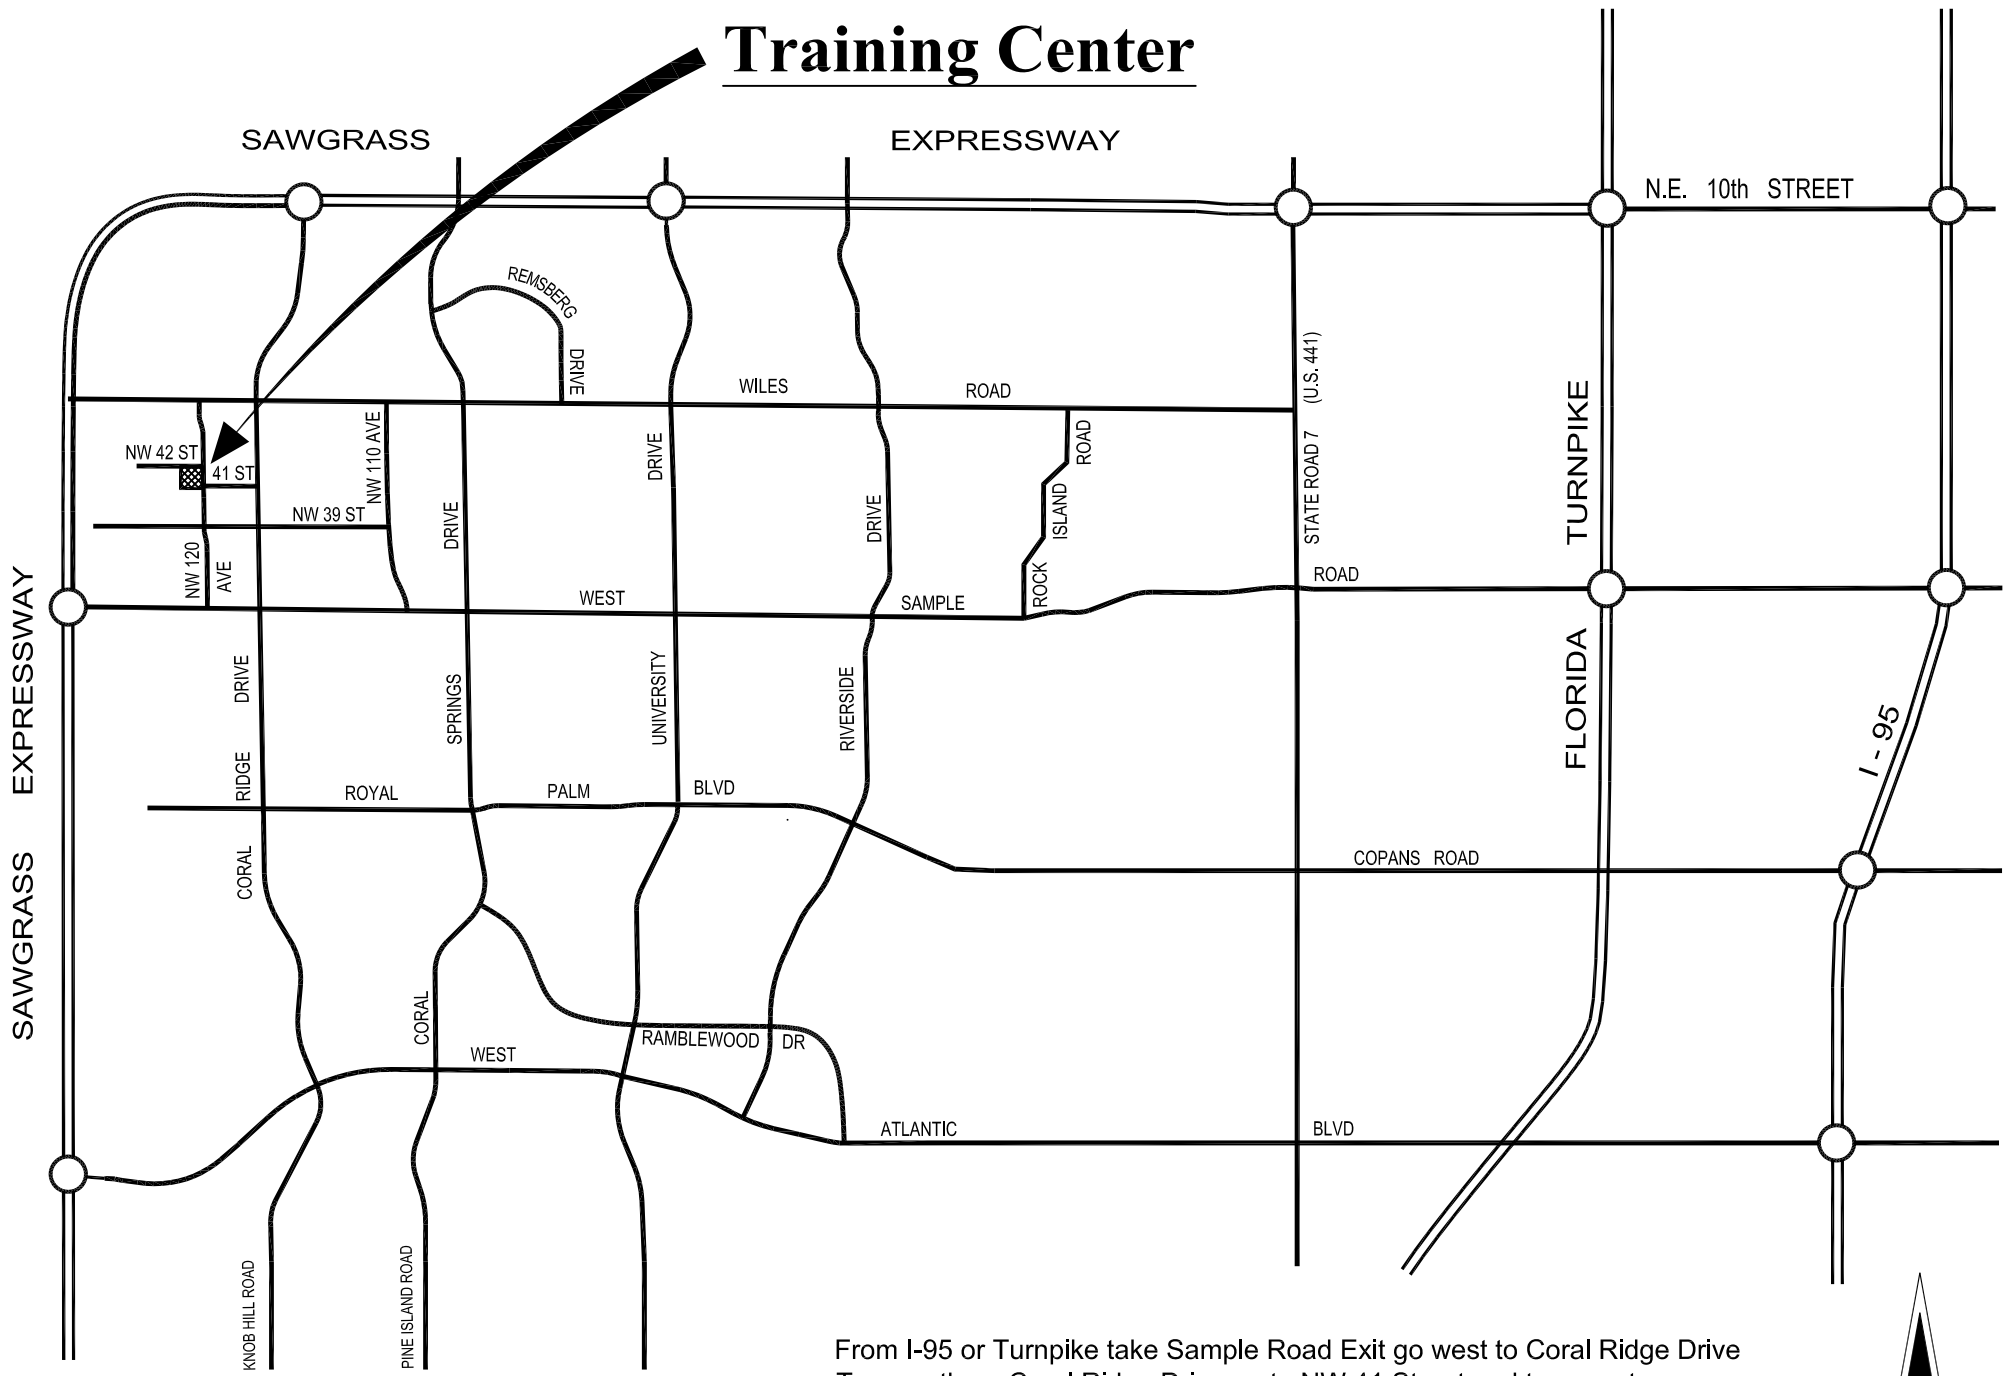 Training Center
SAWGRASS EXPRESSWAY
N.E. 10th STREET
REMSBERG DRIVE
WILES ROAD
STATE ROAD 7 (U.S. 441)
FLORIDA TURNPIKE
NW 42 ST
41 ST
NW 110 AVE
NW 39 ST
NW 120 AVE
ROCK ISLAND ROAD
WEST SAMPLE ROAD
SAWGRASS EXPRESSWAY
CORAL RIDGE DRIVE
CORAL SPRINGS DRIVE
UNIVERSITY DRIVE
RIVERSIDE DRIVE
I - 95
ROYAL PALM BLVD
COPANS ROAD
RAMBLEWOOD DR
WEST ATLANTIC BLVD
KNOB HILL ROAD
PINE ISLAND ROAD
From I-95 or Turnpike take Sample Road Exit go west to Coral Ridge Drive